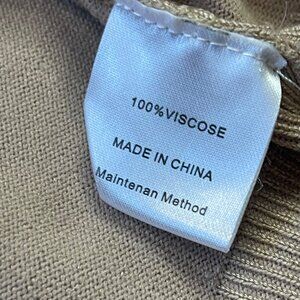 100%VISCOSE
MADE IN CHINA
Maintenan Method